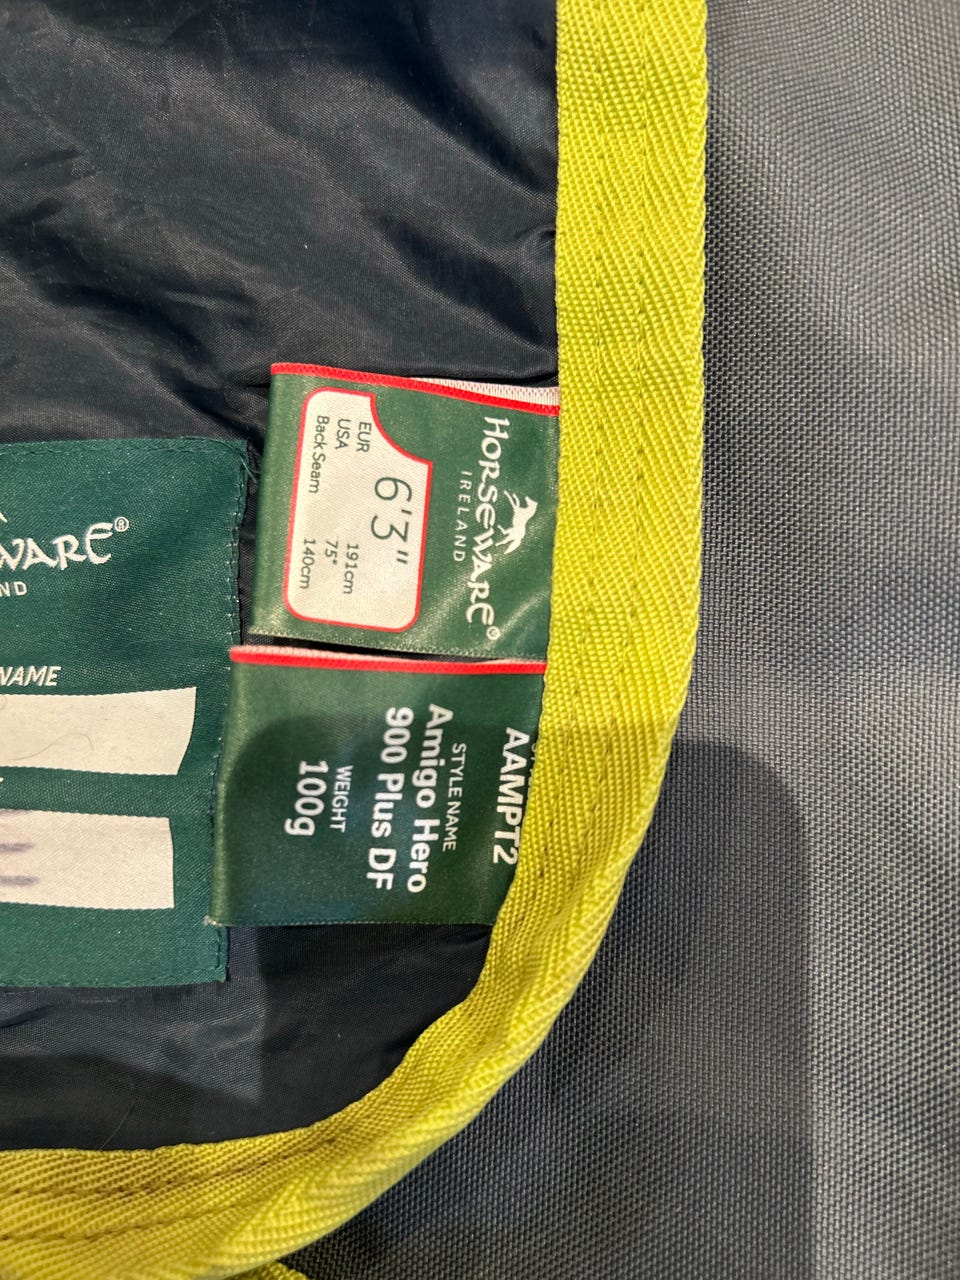 HORSEWARE®
IRELAND
6'3"
EUR 191cm
USA 75"
Back Seam 140cm
AAMPT2
STYLE NAME
Amigo Hero
900 Plus DF
WEIGHT
100g
WARE®
ND
NAME